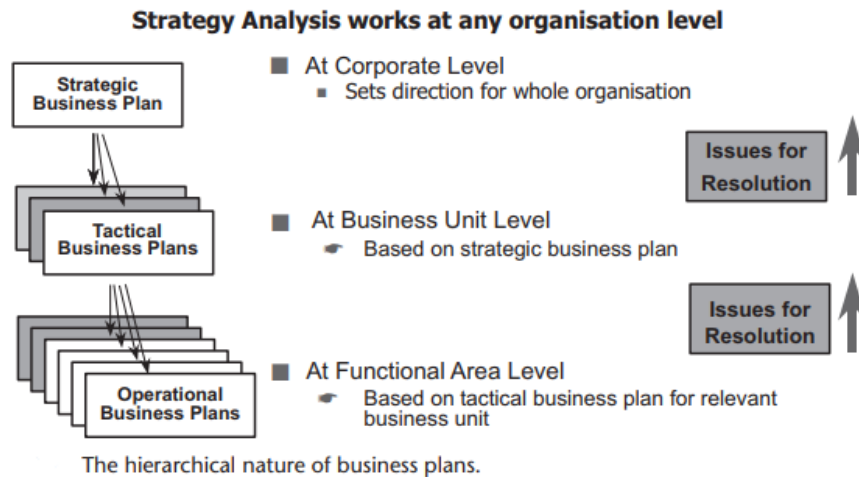 Strategy Analysis works at any organisation level
Strategic
Business Plan
At Corporate Level
Sets direction for whole organisation
Issues for
Resolution
Tactical
Business Plans
At Business Unit Level
Based on strategic business plan
Issues for
Resolution
Operational
Business Plans
At Functional Area Level
Based on tactical business plan for relevant
business unit
The hierarchical nature of business plans.